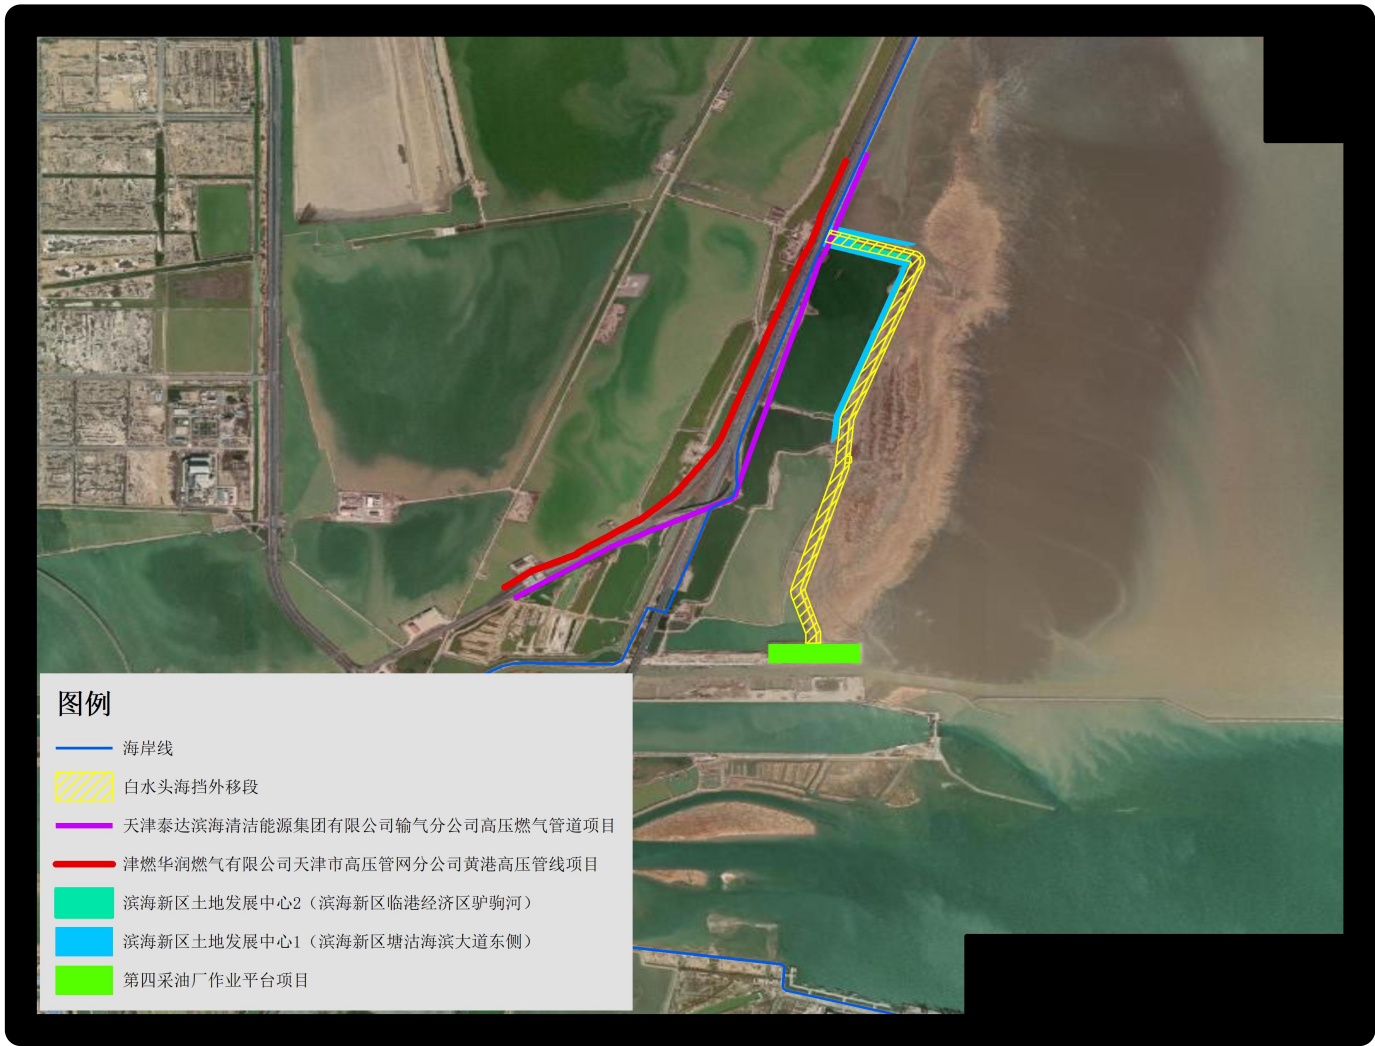 图例
海岸线
白水头海挡外移段
天津泰达滨海清洁能源集团有限公司输气分公司高压燃气管道项目
津燃华润燃气有限公司天津市高压管网分公司黄港高压管线项目
滨海新区土地发展中心2（滨海新区临港经济区驴驹河）
滨海新区土地发展中心1（滨海新区塘沽海滨大道东侧）
第四采油厂作业平台项目